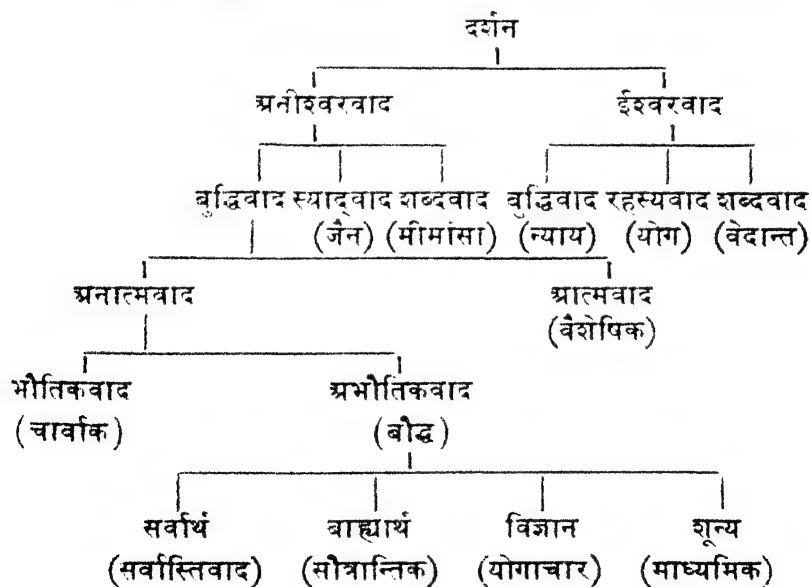 दर्शन
अनीश्वरवाद ईश्वरवाद
बुद्धिवाद स्याद्वाद शब्दवाद बुद्धिवाद रहस्यवाद शब्दवाद
(जैन) (मीमांसा) (न्याय) (योग) (वेदान्त)
अनात्मवाद आत्मवाद
(वैशेषिक)
भौतिकवाद अभौतिकवाद
(चार्वाक) (बौद्ध)
सर्वार्थ बाह्यार्थ विज्ञान शून्य
(सर्वास्तिवाद) (सौत्रान्तिक) (योगाचार) (माध्यमिक)